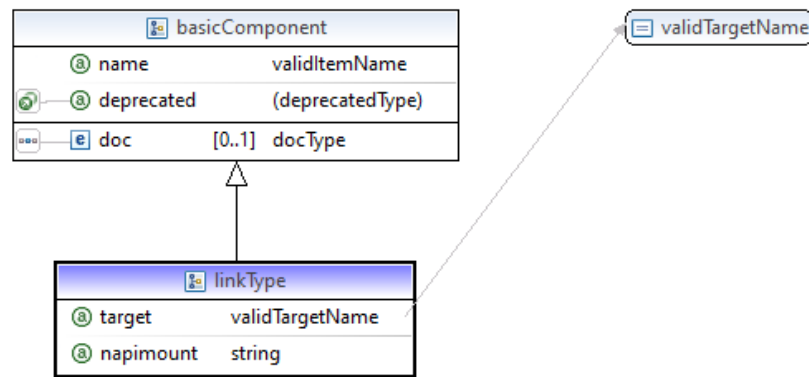 basicComponent
validTargetName
name validItemName
deprecated (deprecatedType)
doc [0..1] docType
linkType
target validTargetName
napimount string